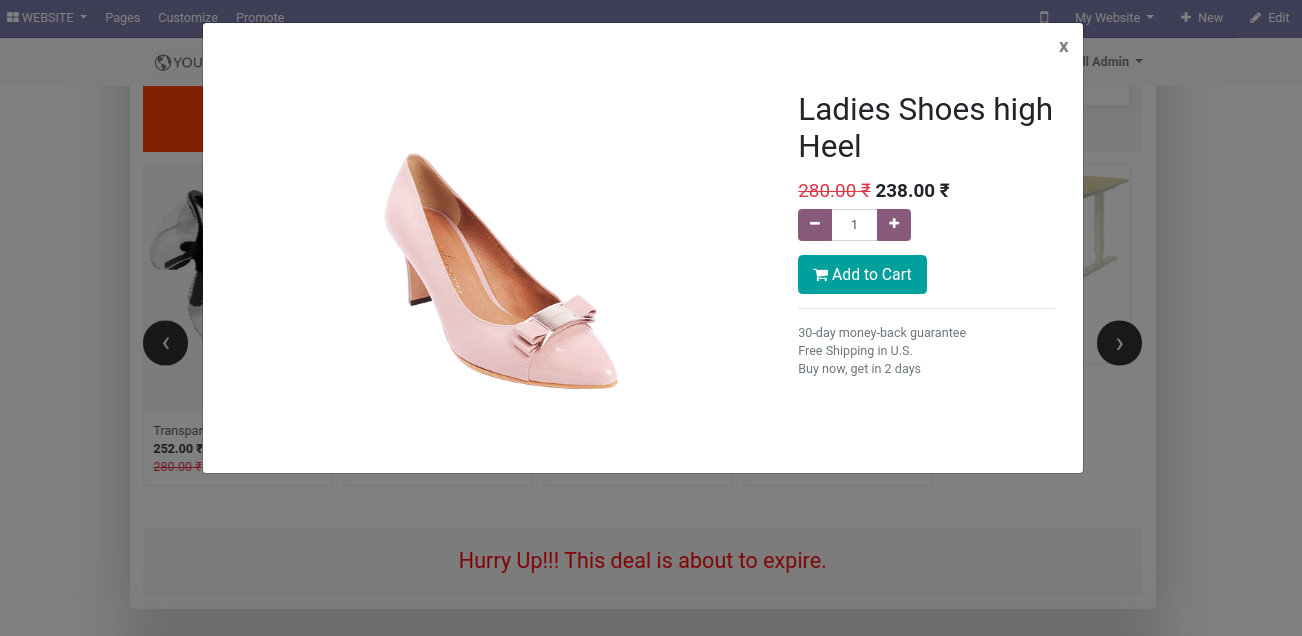 WEBSITE Pages Customize Promote My Website New Edit
x
YOU
Admin
Ladies Shoes high
Heel
280.00 ₹ 238.00 ₹
1
Add to Cart
30-day money-back guarantee
Free Shipping in U.S.
Buy now, get in 2 days
252.00 ₹
280.00 ₹
Hurry Up!!! This deal is about to expire.